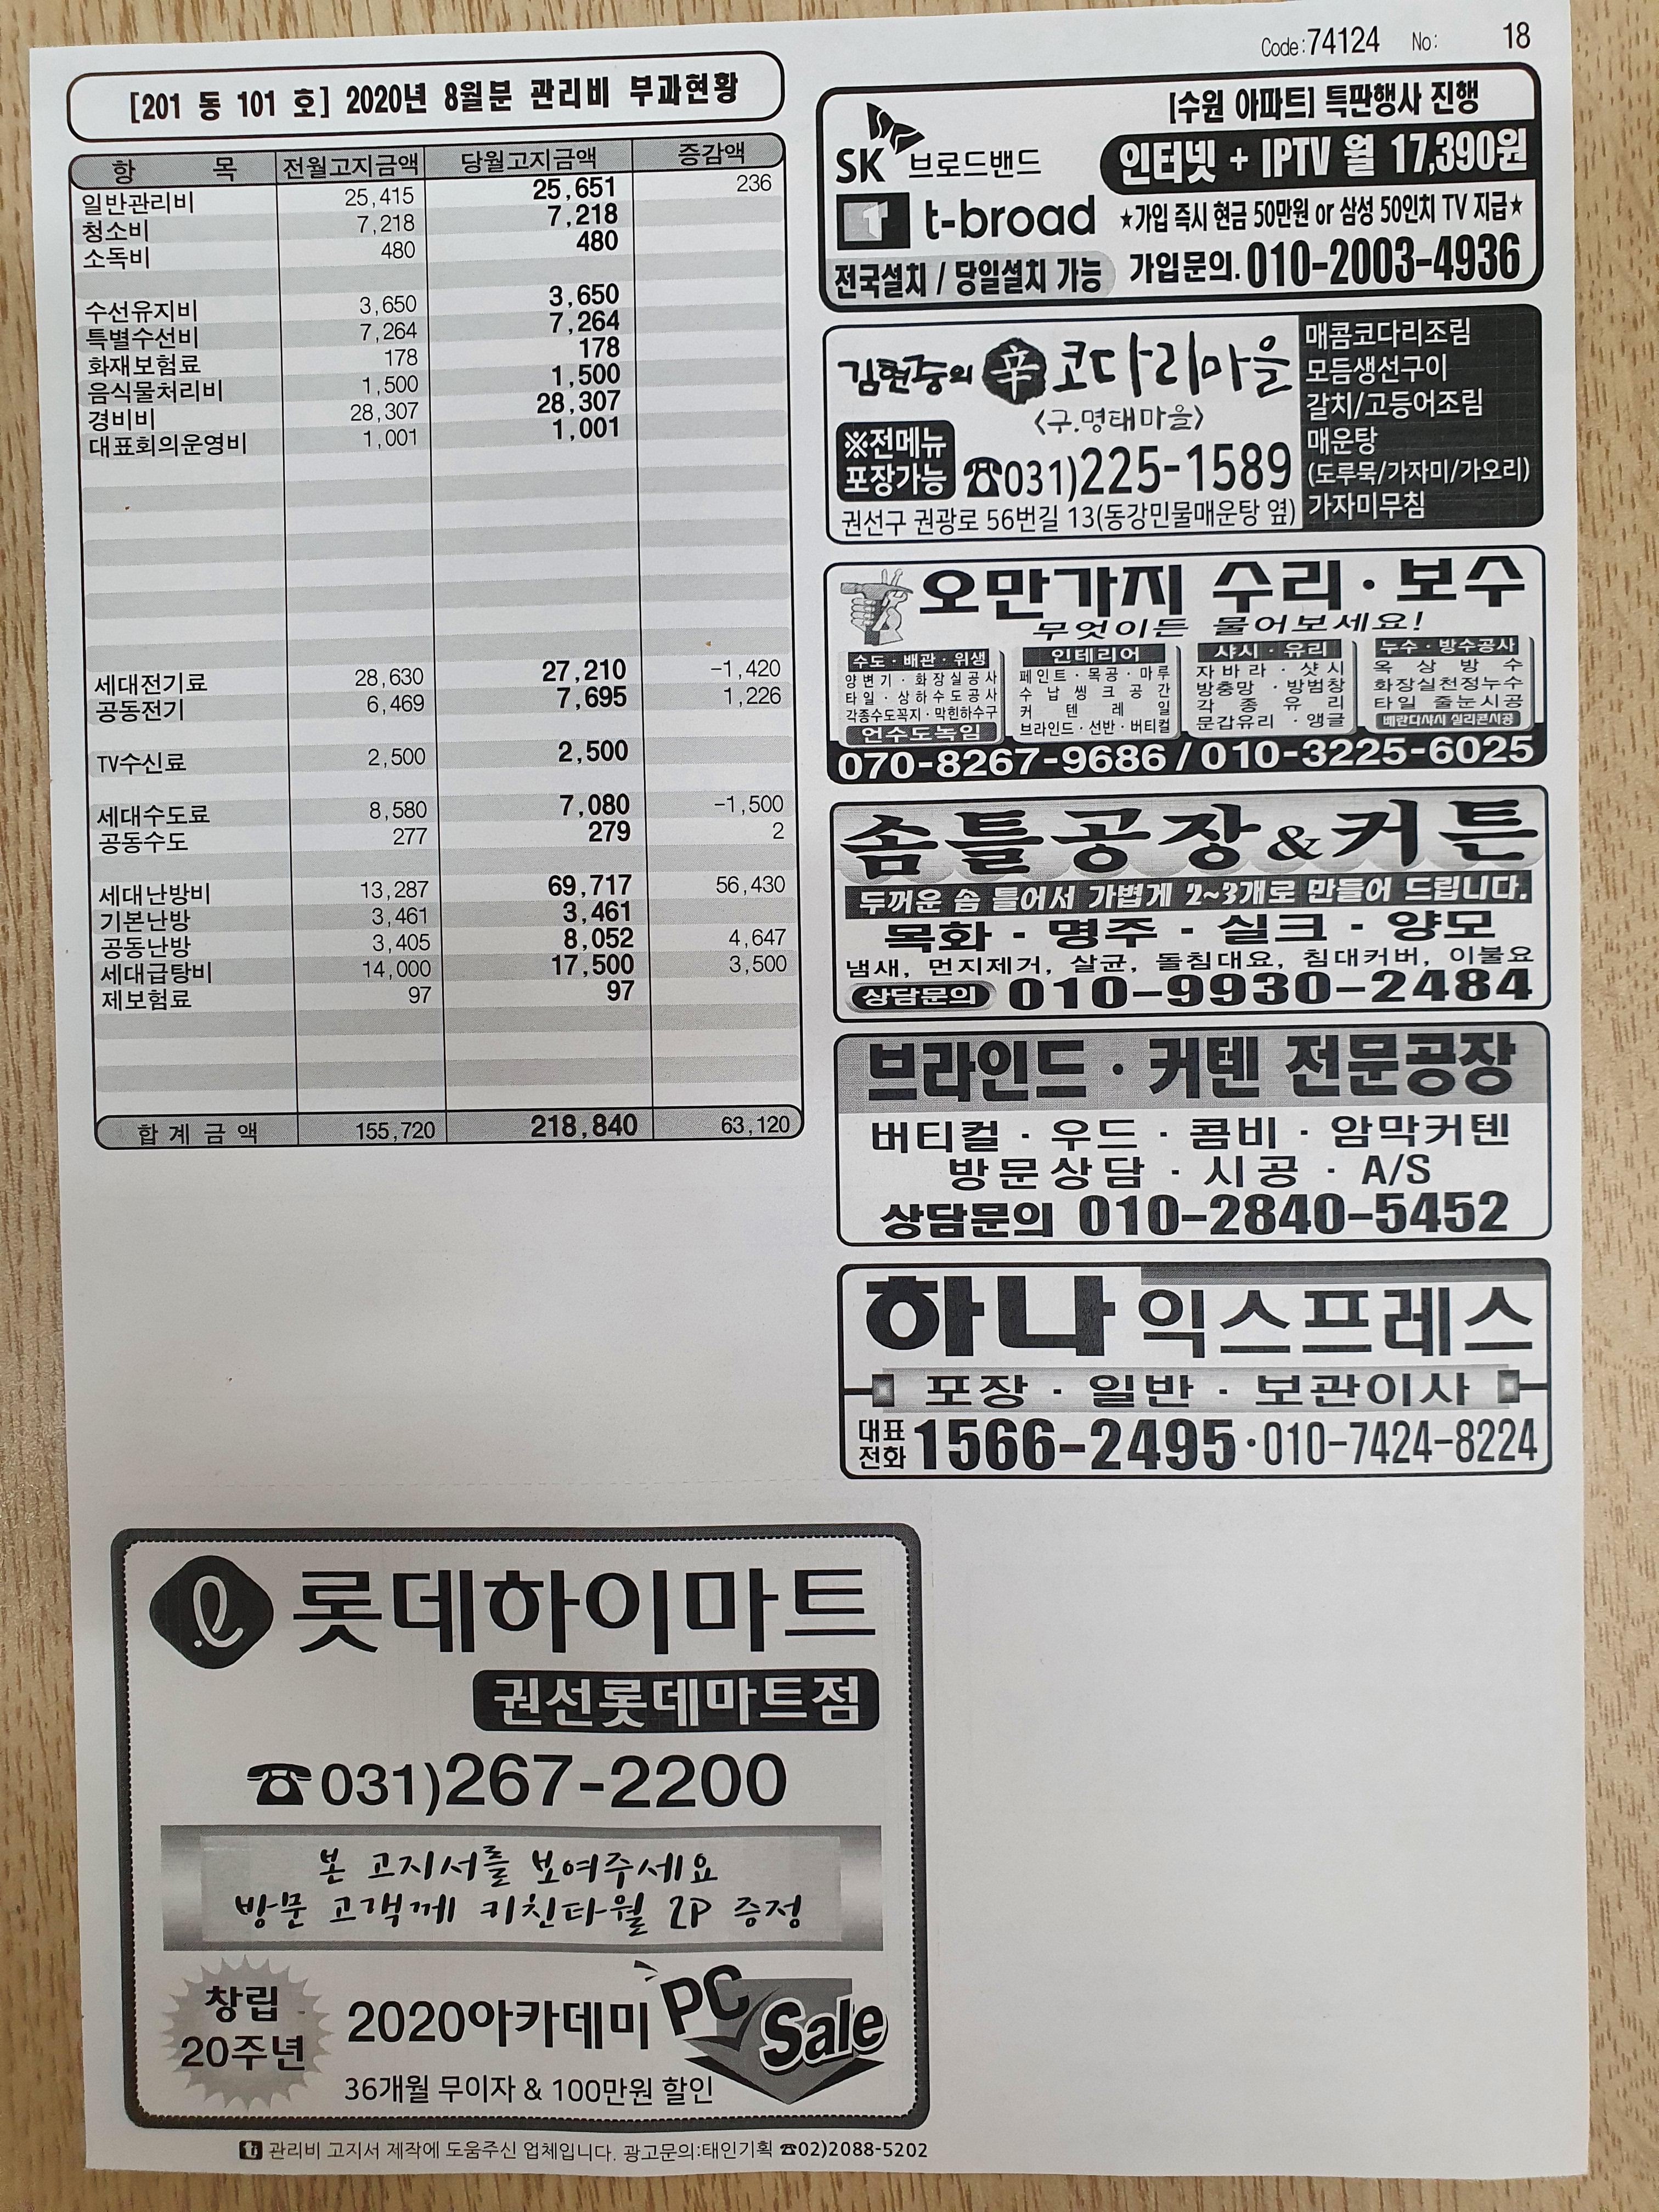 Code:74124 No: 18
[201 동 101 호] 2020년 8월분 관리비 부과현황
항 목 전월고지금액 당월고지금액 증감액
일반관리비 25,415 25,651 236
청소비 7,218 7,218
소독비 480 480
수선유지비 3,650 3,650
특별수선비 7,264 7,264
화재보험료 178 178
음식물처리비 1,500 1,500
경비비 28,307 28,307
대표회의운영비 1,001 1,001
세대전기료 28,630 27,210 -1,420
공동전기 6,469 7,695 1,226
TV수신료 2,500 2,500
세대수도료 8,580 7,080 -1,500
공동수도 277 279 2
세대난방비 13,287 69,717 56,430
기본난방 3,461 3,461
공동난방 3,405 8,052 4,647
세대급탕비 14,000 17,500 3,500
제보험료 97 97
합 계 금 액 155,720 218,840 63,120
[수원 아파트] 특판행사 진행
SK 브로드밴드
인터넷 + IPTV 월 17,390원
t-broad
★가입 즉시 현금 50만원 or 삼성 50인치 TV 지급★
전국설치 / 당일설치 가능
가입문의. 010-2003-4936
김현중의 辛 코다리마을
<구.명태마을>
※전메뉴
포장가능
☎031)225-1589
권선구 권광로 56번길 13(동강민물매운탕 옆)
매콤코다리조림
모듬생선구이
갈치/고등어조림
매운탕
(도루묵/가자미/가오리)
가자미무침
오만가지 수리·보수
무엇이든 물어보세요!
수도·배관·위생
양변기·화장실공사
타일·상하수도공사
각종수도꼭지·막힌하수구
언수도녹임
인테리어
페인트·목공·마루
수납씽크공간
커텐레일
브라인드·선반·버티컬
샤시·유리
자바라·샷시
방충망·방범창
각종유리
문갑유리·앵글
누수·방수공사
옥상방수
화장실천정누수
타일 줄눈시공
베란다샤시 실리콘시공
070-8267-9686 / 010-3225-6025
솜틀공장&커튼
두꺼운 솜 틀어서 가볍게 2~3개로 만들어 드립니다.
목화 - 명주 - 실크 - 양모
냄새, 먼지제거, 살균, 돌침대요, 침대커버, 이불요
상담문의 010-9930-2484
브라인드 · 커텐 전문공장
버티컬 · 우드 · 콤비 · 암막커텐
방문상담 · 시공 · A/S
상담문의 010-2840-5452
하나 익스프레스
포장 · 일반 · 보관이사
대표
전화 1566-2495·010-7424-8224
롯데하이마트
권선롯데마트점
☎031)267-2200
본 고지서를 보여주세요
방문 고객께 키친타월 2P 증정
창립
20주년
2020아카데미 PC Sale
36개월 무이자 & 100만원 할인
관리비 고지서 제작에 도움주신 업체입니다. 광고문의:태인기획 ☎02)2088-5202